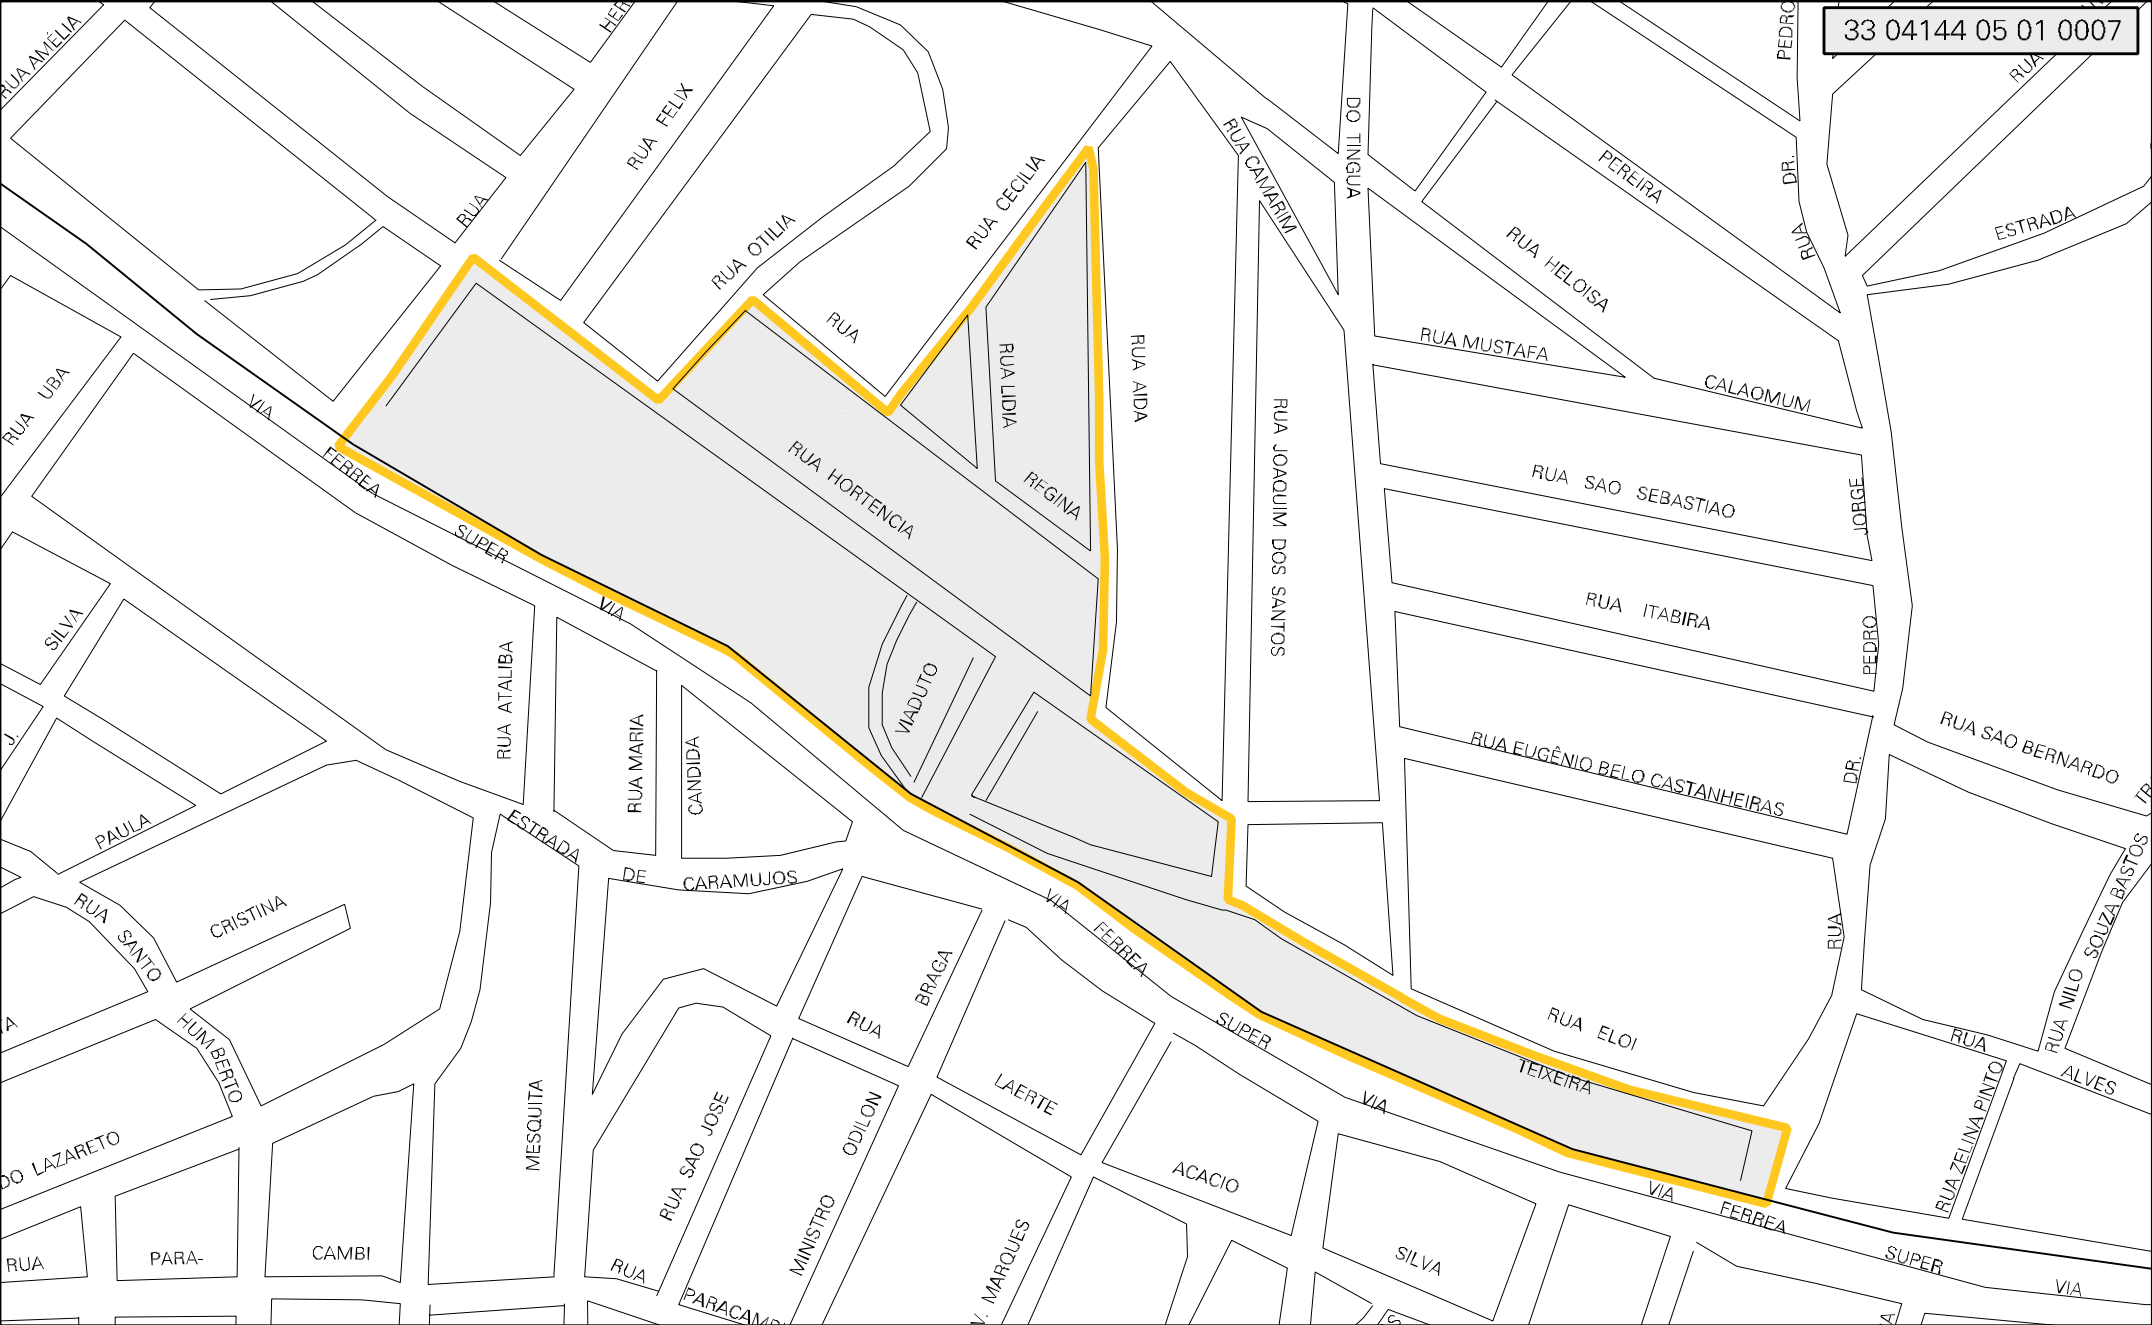 33 04144 05 01 0007
RUA AMÉLIA
RUA FELIX
RUA
RUA OTILIA
RUA CECILIA
RUA
RUA CAMARIM
DO TINGUA
PEDRO
DR.
RUA
PEREIRA
RUA HELOISA
CALAOMUM
RUA
ESTRADA
RUA MUSTAFA
RUA AIDA
RUA LIDIA
REGINA
RUA HORTENCIA
RUA JOAQUIM DOS SANTOS
RUA SAO SEBASTIAO
JORGE
RUA ITABIRA
PEDRO
RUA EUGÊNIO BELO CASTANHEIRAS
DR.
RUA
RUA SAO BERNARDO
RUA UBA
VIA
FERREA
SUPER
VIA
VIADUTO
SILVA
J.
PAULA
RUA ATALIBA
RUA MARIA
CANDIDA
ESTRADA
DE CARAMUJOS
RUA SANTO
CRISTINA
HUMBERTO
DO LAZARETO
MESQUITA
RUA BRAGA
VIA
FERREA
SUPER
VIA
RUA ELOI
TEIXEIRA
RUA NILO SOUZA BASTOS
RUA
ALVES
RUA ZELINA PINTO
LAERTE
RUA SAO JOSE
ODILON
MINISTRO
ACACIO
VIA
FERREA
SUPER
VIA
RUA
PARA-
CAMBI
RUA
PARACAMBI
V. MARQUES
SILVA